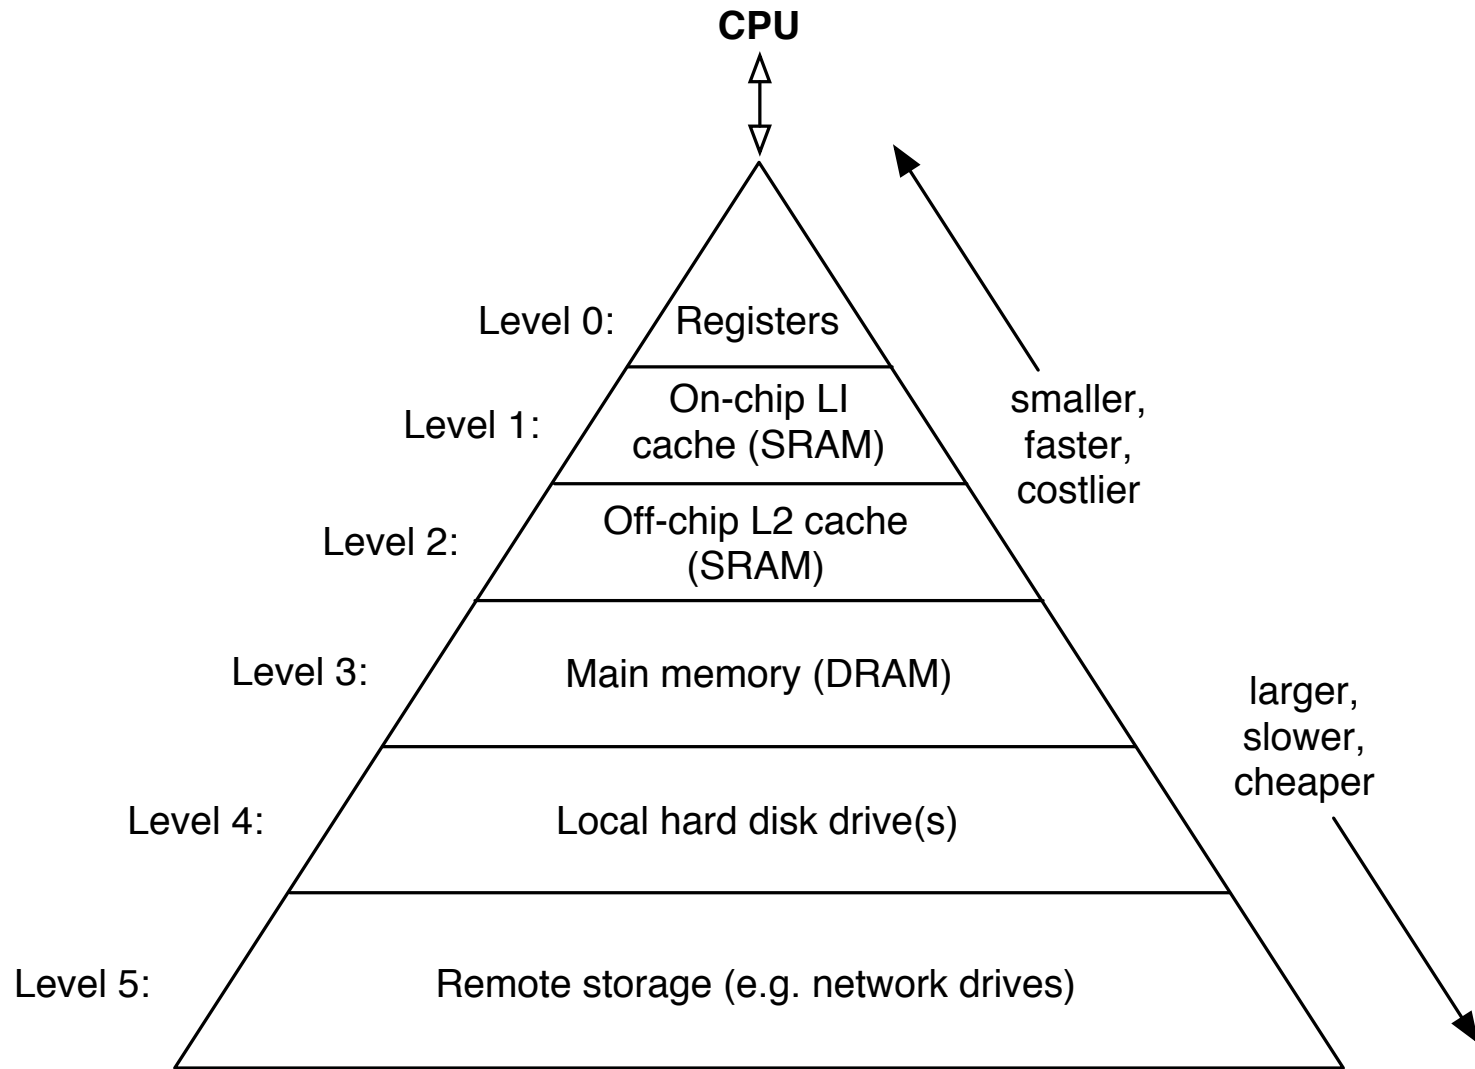 CPU
Level 0:
Registers
Level 1:
On-chip LI
cache (SRAM)
smaller,
faster,
costlier
Level 2:
Off-chip L2 cache
(SRAM)
Level 3:
Main memory (DRAM)
larger,
slower,
cheaper
Level 4:
Local hard disk drive(s)
Level 5:
Remote storage (e.g. network drives)